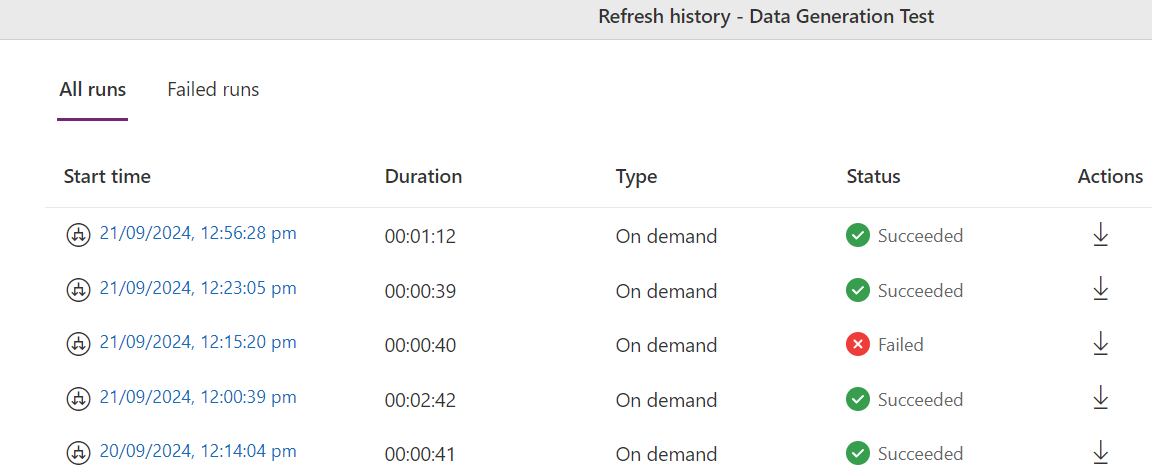 Refresh history - Data Generation Test
All runs Failed runs
Start time Duration Type Status Actions
21/09/2024, 12:56:28 pm 00:01:12 On demand Succeeded
21/09/2024, 12:23:05 pm 00:00:39 On demand Succeeded
21/09/2024, 12:15:20 pm 00:00:40 On demand Failed
21/09/2024, 12:00:39 pm 00:02:42 On demand Succeeded
20/09/2024, 12:14:04 pm 00:00:41 On demand Succeeded